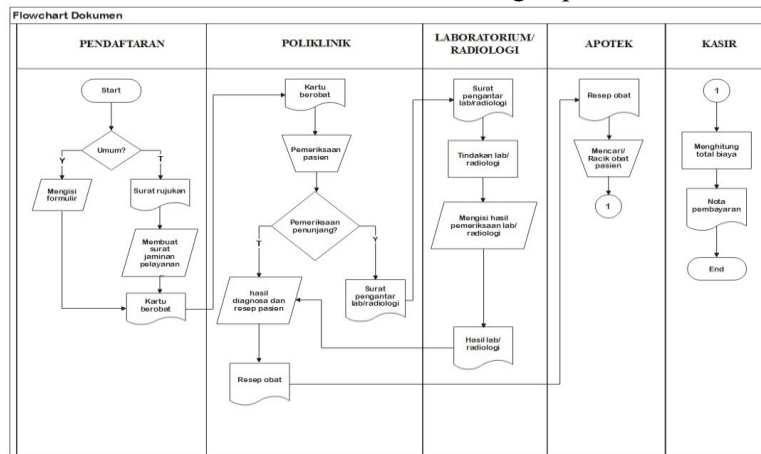 Flowchart Dokumen
PENDAFTARAN
POLIKLINIK
LABORATORIUM/
RADIOLOGI
APOTEK
KASIR
Start
Umum?
Y
T
Mengisi
formulir
Surat rujukan
Membuat
surat
jaminan
pelayanan
Kartu
berobat
Kartu
berobat
Pemeriksaan
pasien
Pemeriksaan
penunjang?
T
Y
hasil
diagnosa dan
resep pasien
Surat
pengantar
lab/radiologi
Resep obat
Surat
pengantar
lab/radiologi
Tindakan lab/
radiologi
Mengisi hasil
pemeriksaan lab/
radiologi
Hasil lab/
radiologi
Resep obat
Mencari/
Racik obat
pasien
1
1
Menghitung
total biaya
Nota
pembayaran
End